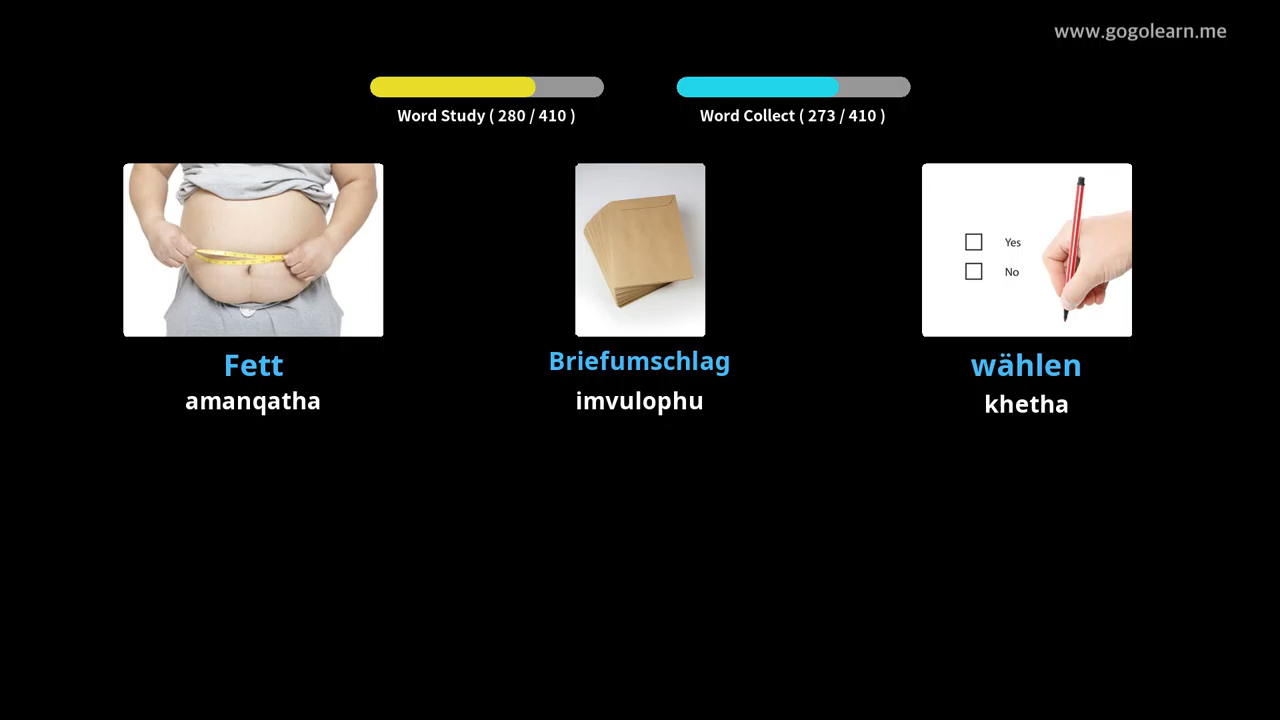 www.gogolearn.me
Word Study ( 280 / 410 )
Word Collect ( 273 / 410 )
Yes
No
Fett
Briefumschlag
wählen
amanqatha
imvulophu
khetha